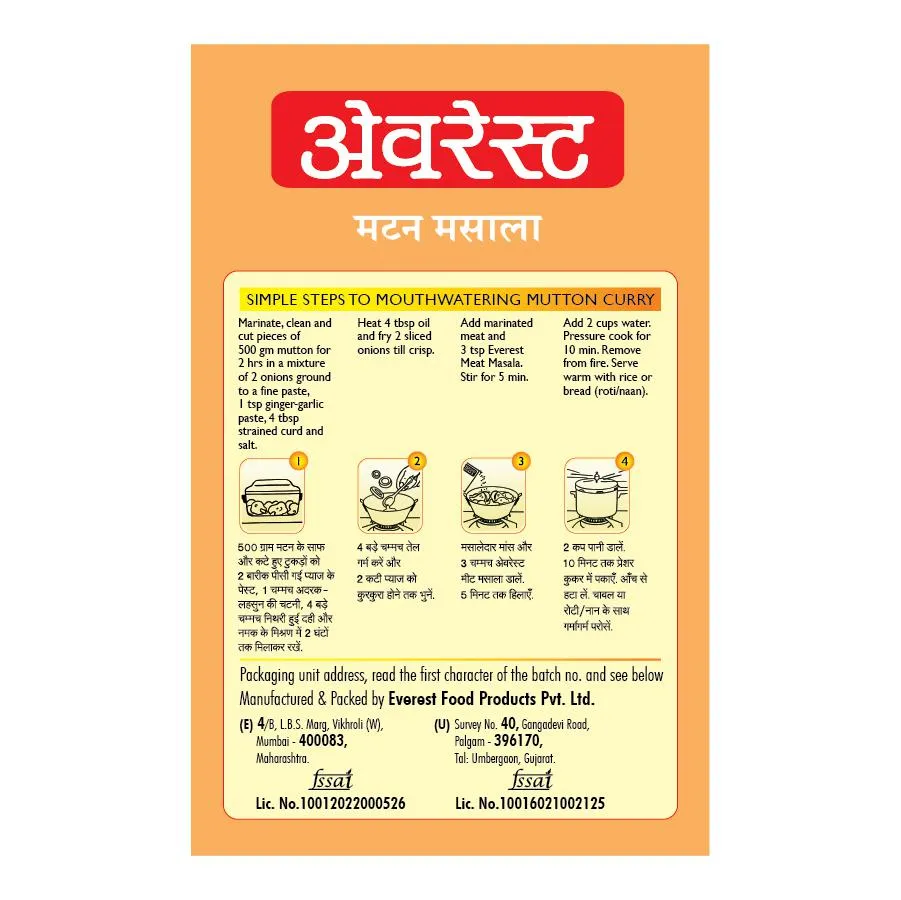 अेवरेस्ट
मटन मसाला
SIMPLE STEPS TO MOUTHWATERING MUTTON CURRY
Marinate, clean and
cut pieces of
500 gm mutton for
2 hrs in a mixture
of 2 onions ground
to a fine paste,
1 tsp ginger-garlic
paste, 4 tbsp
strained curd and
salt.
Heat 4 tbsp oil
and fry 2 sliced
onions till crisp.
Add marinated
meat and
3 tsp Everest
Meat Masala.
Stir for 5 min.
Add 2 cups water.
Pressure cook for
10 min. Remove
from fire. Serve
warm with rice or
bread (roti/naan).
1
2
3
4
500 ग्राम मटन के साफ
और कटे हुए टुकड़ों को
2 बारीक पीसी गई प्याज के
पेस्ट, 1 चम्मच अदरक-
लहसुन की चटनी, 4 बड़े
चम्मच निथरी हुई दही और
नमक के मिश्रण में 2 घंटों
तक मिलाकर रखें.
4 बड़े चम्मच तेल
गर्म करें और
2 कटी प्याज को
कुरकुरा होने तक भुनें.
मसालेदार मांस और
3 चम्मच अेवरेस्ट
मीट मसाला डालें.
5 मिनट तक हिलाएँ.
2 कप पानी डालें.
10 मिनट तक प्रेशर
कुकर में पकाएँ. आँच से
हटा लें. चावल या
रोटी/नान के साथ
गर्मागर्म परोसें.
Packaging unit address, read the first character of the batch no. and see below
Manufactured & Packed by Everest Food Products Pvt. Ltd.
(E) 4/B, L.B.S. Marg, Vikhroli (W),
Mumbai - 400083,
Maharashtra.
fssai
Lic. No.10012022000526
(U) Survey No. 40, Gangadevi Road,
Palgam - 396170,
Tal: Umbergaon, Gujarat.
fssai
Lic. No.10016021002125